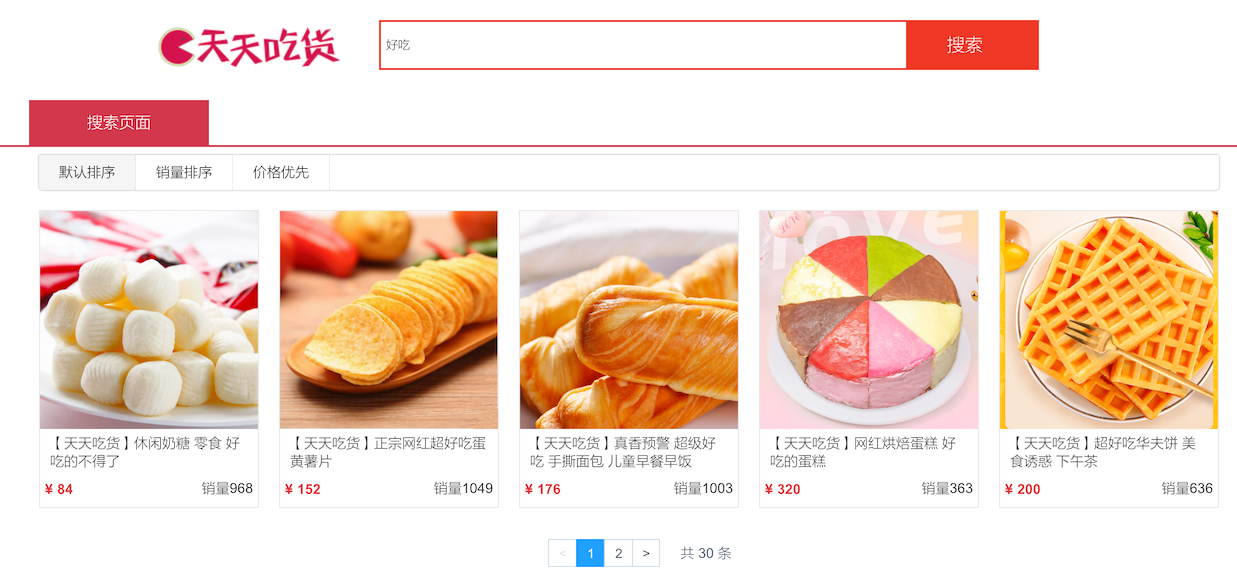 天天吃货
好吃
搜索
搜索页面
默认排序
销量排序
价格优先
love
【天天吃货】休闲奶糖 零食 好
吃的不得了
¥ 84
销量968
【天天吃货】正宗网红超好吃蛋
黄薯片
¥ 152
销量1049
【天天吃货】真香预警 超级好
吃 手撕面包 儿童早餐早饭
¥ 176
销量1003
【天天吃货】网红烘焙蛋糕 好
吃的蛋糕
¥ 320
销量363
【天天吃货】超好吃华夫饼 美
食诱惑 下午茶
¥ 200
销量636
< 1 2 > 共 30 条